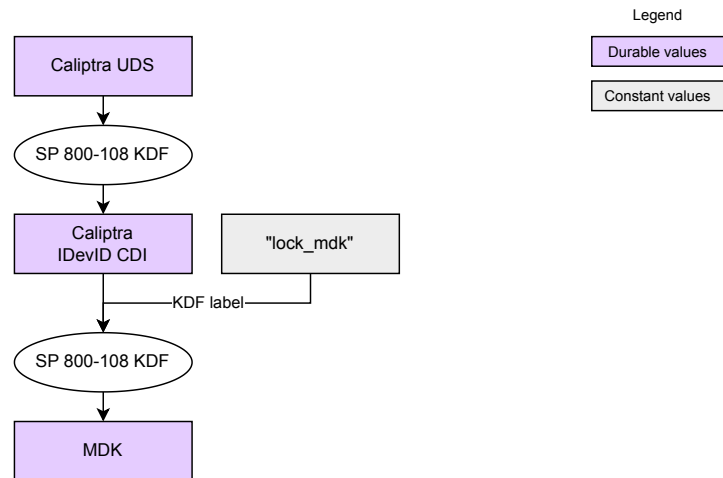 Legend
Caliptra UDS
Durable values
Constant values
SP 800-108 KDF
Caliptra
IDevID CDI
"lock_mdk"
KDF label
SP 800-108 KDF
MDK